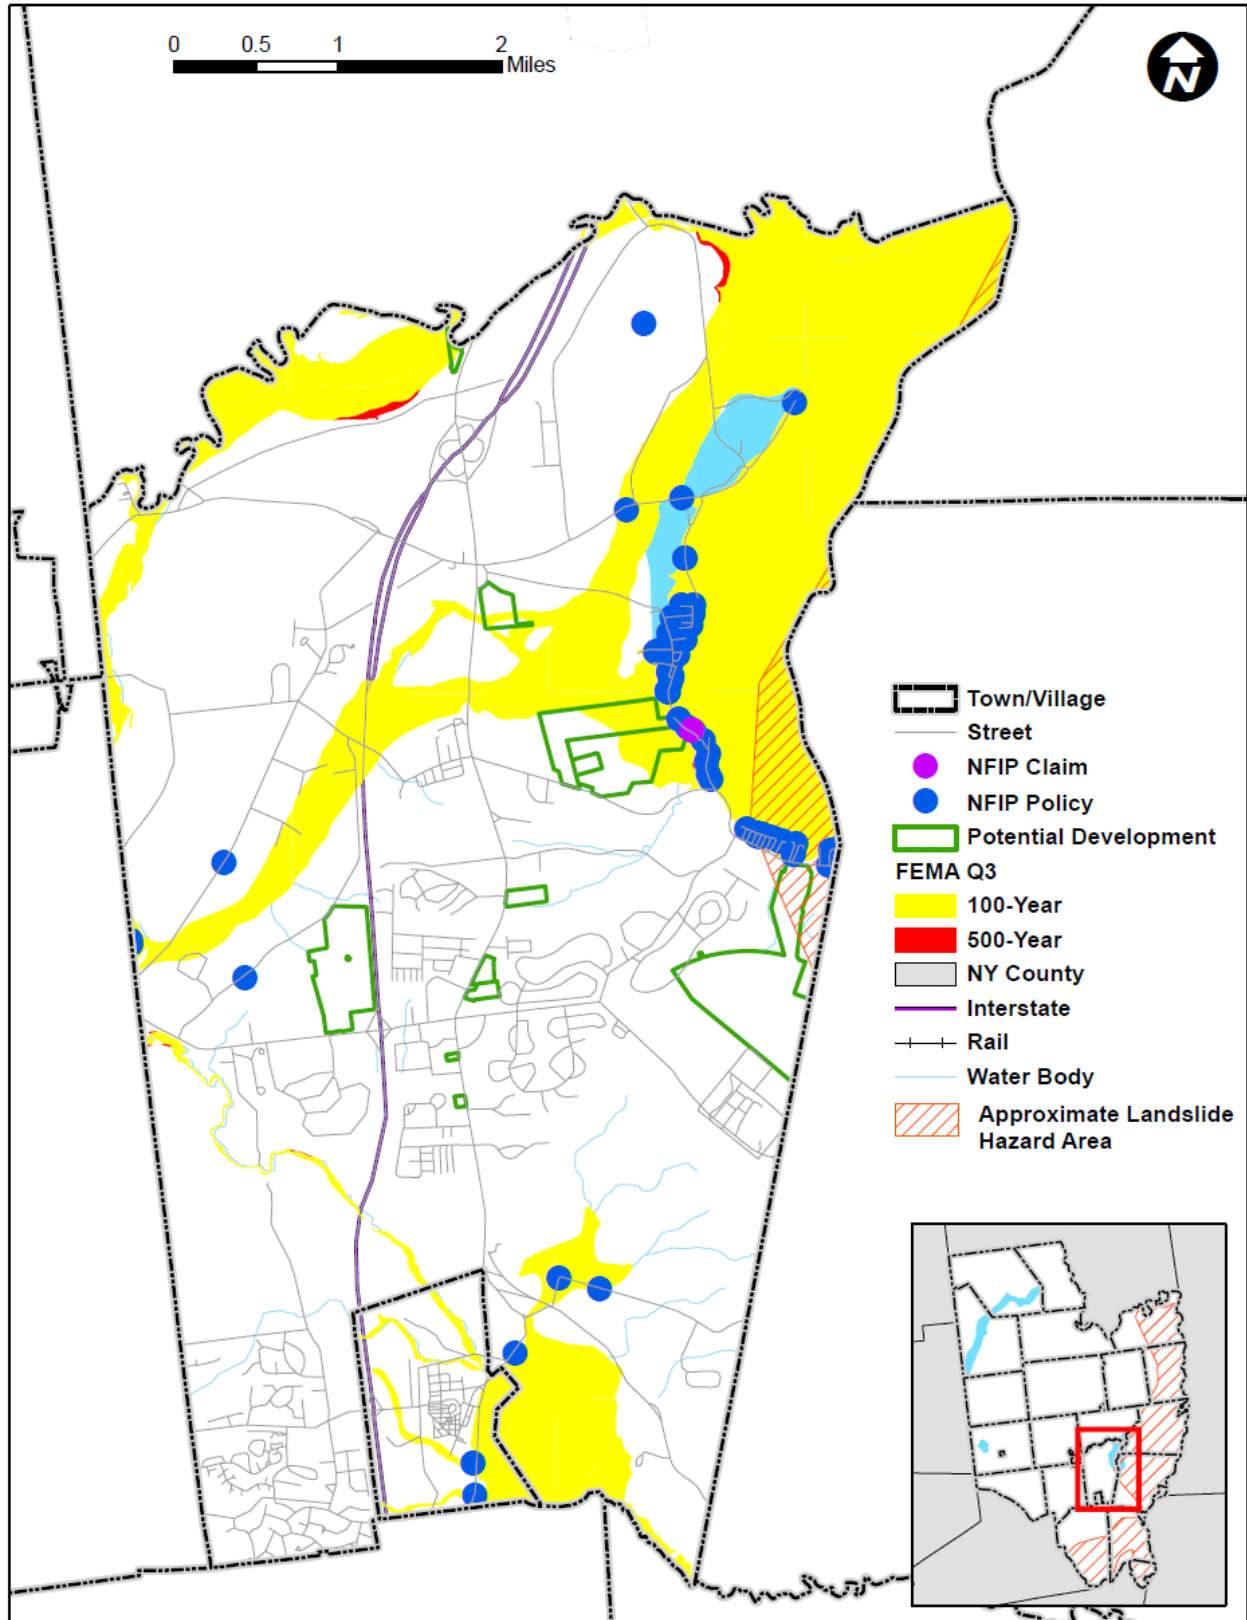 0 0.5 1 2
Miles
N
Town/Village
Street
NFIP Claim
NFIP Policy
Potential Development
FEMA Q3
100-Year
500-Year
NY County
Interstate
Rail
Water Body
Approximate Landslide
Hazard Area